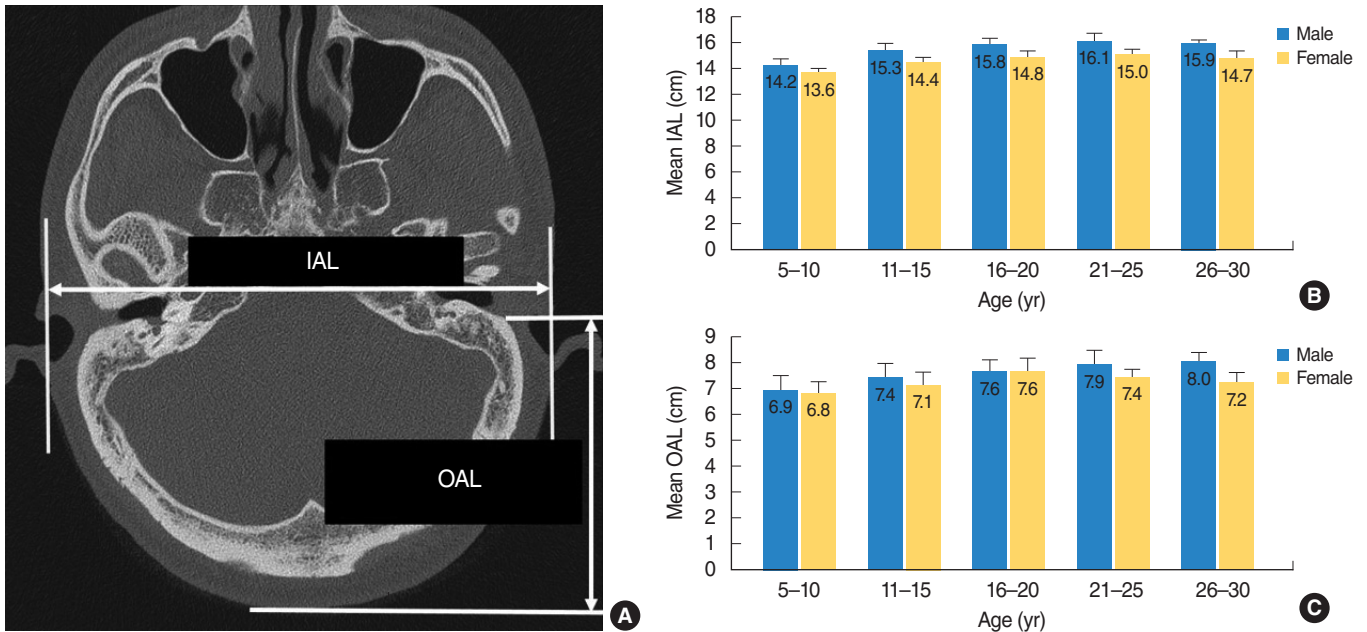 IAL
OAL
A
18
16
14
12
10
8
6
4
2
0
Mean IAL (cm)
14.2 13.6 15.3 14.4 15.8 14.8 16.1 15.0 15.9 14.7
5–10 11–15 16–20 21–25 26–30
Age (yr)
Male
Female
B
9
8
7
6
5
4
3
2
1
0
Mean OAL (cm)
6.9 6.8 7.4 7.1 7.6 7.6 7.9 7.4 8.0 7.2
5–10 11–15 16–20 21–25 26–30
Age (yr)
Male
Female
C